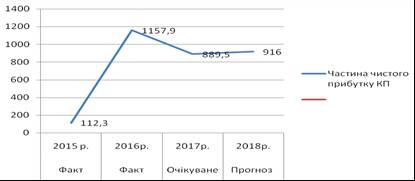 1400
1200
1000
800
600
400
200
0
112,3
1157,9
889,5
916
2015 р.
2016р.
2017р.
2018р.
Факт
Факт
Очікуване
Прогноз
Частина чистого
прибутку КП